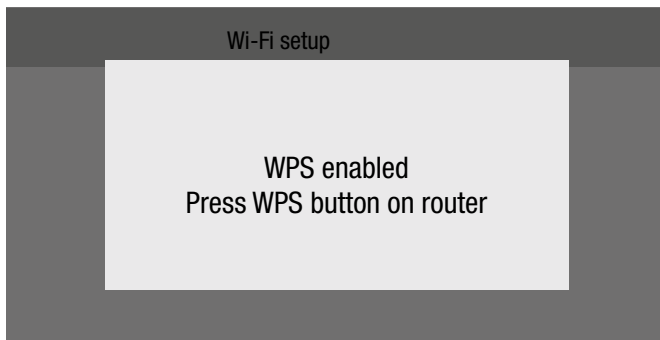 Wi-Fi setup
WPS enabled
Press WPS button on router